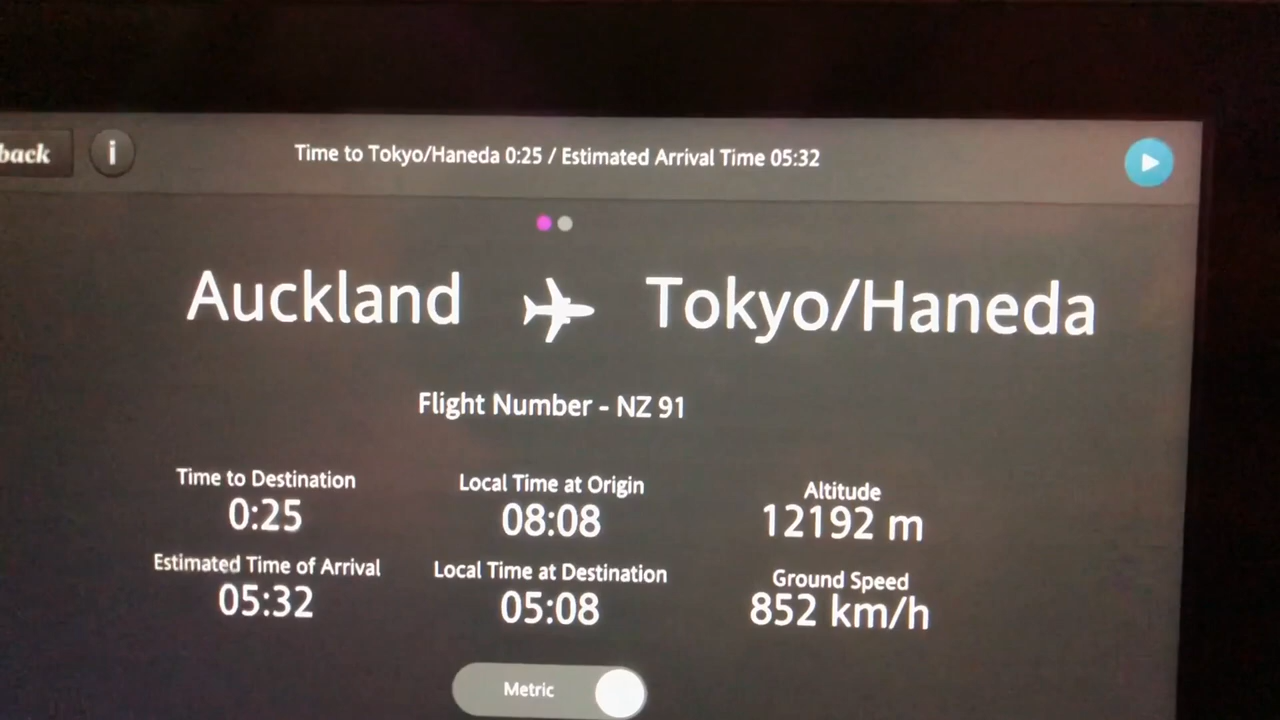 back
i
Time to Tokyo/Haneda 0:25 / Estimated Arrival Time 05:32
Auckland Tokyo/Haneda
Flight Number - NZ 91
Time to Destination
0:25
Local Time at Origin
08:08
Altitude
12192 m
Estimated Time of Arrival
05:32
Local Time at Destination
05:08
Ground Speed
852 km/h
Metric